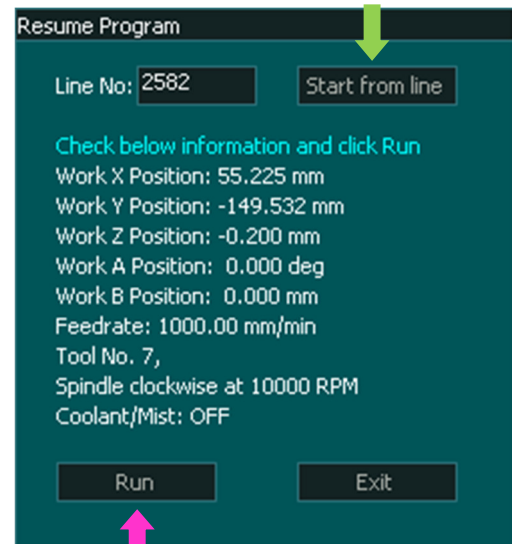 Resume Program
Line No: 2582 Start from line
Check below information and click Run
Work X Position: 55.225 mm
Work Y Position: -149.532 mm
Work Z Position: -0.200 mm
Work A Position: 0.000 deg
Work B Position: 0.000 mm
Feedrate: 1000.00 mm/min
Tool No. 7,
Spindle clockwise at 10000 RPM
Coolant/Mist: OFF
Run Exit